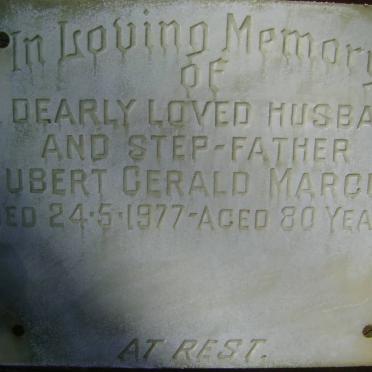 In Loving Memory
OF
DEARLY LOVED HUSBA
AND STEP-FATHER
UBERT GERALD MARC
ED 24·5·1977-AGED 80 YEA
AT REST.